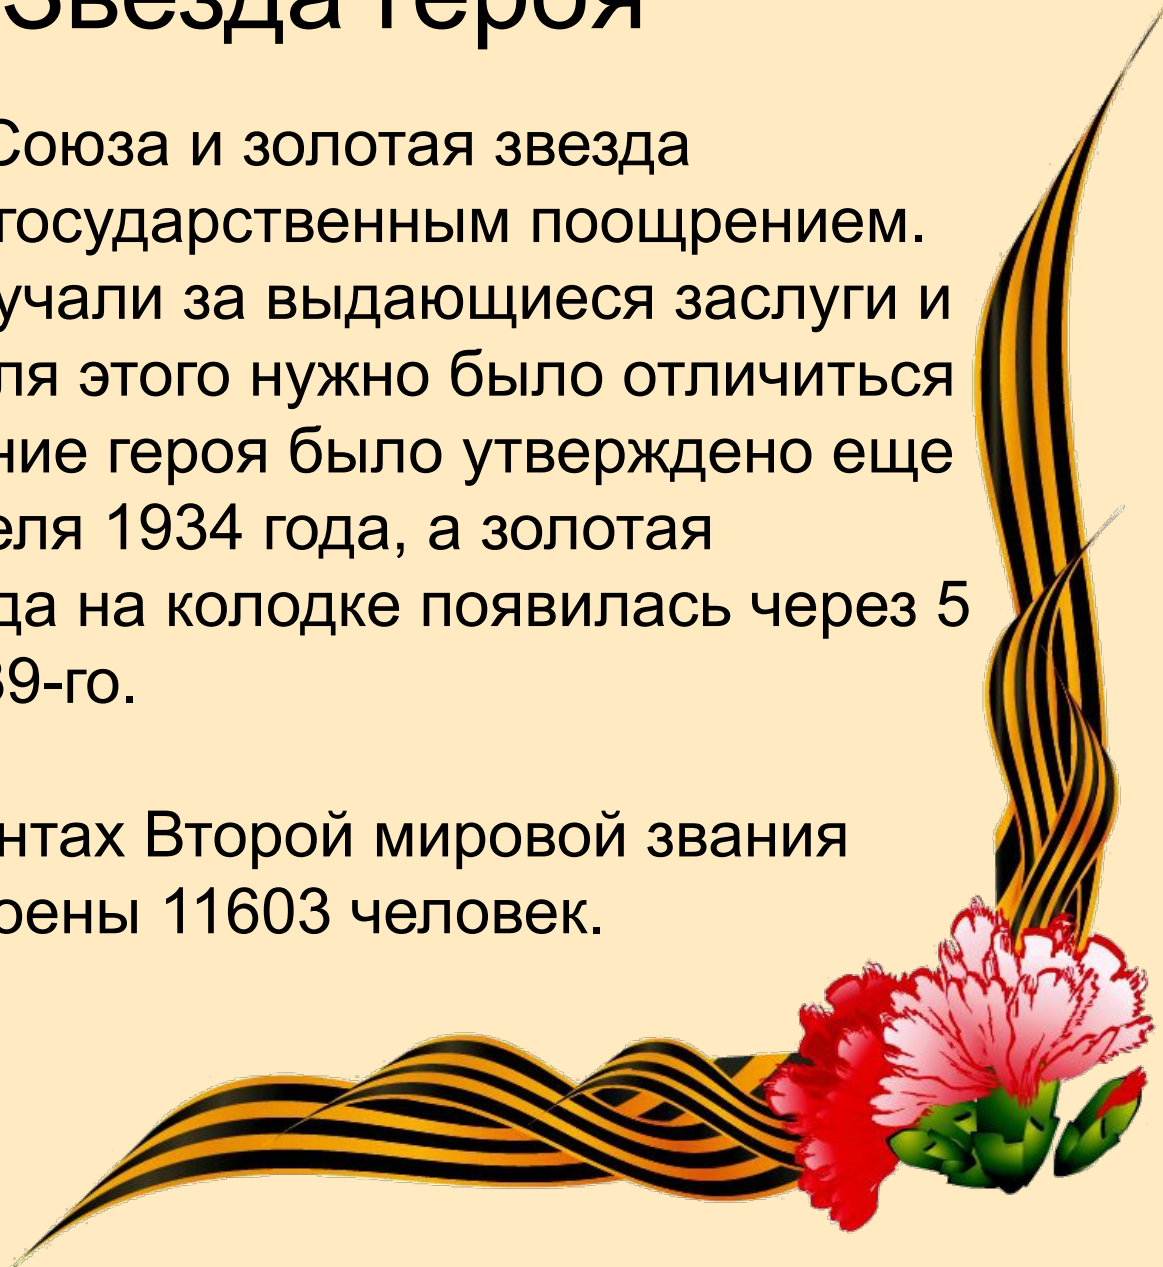 Звезда героя
Союза и золотая звезда
государственным поощрением.
учали за выдающиеся заслуги и
ля этого нужно было отличиться
ние героя было утверждено еще
еля 1934 года, а золотая
да на колодке появилась через 5
39-го.
нтах Второй мировой звания
оены 11603 человек.